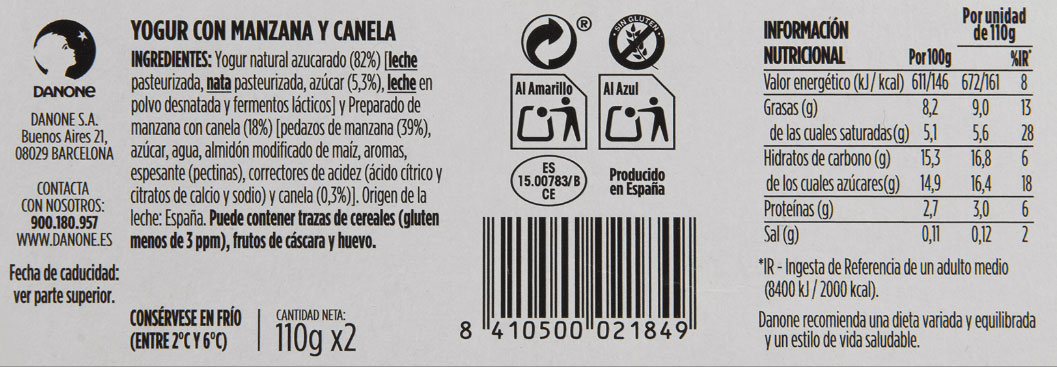 DANONE
DANONE S.A.
Buenos Aires 21,
08029 BARCELONA
CONTACTA
CON NOSOTROS:
900.180.957
WWW.DANONE.ES
Fecha de caducidad:
ver parte superior.
YOGUR CON MANZANA Y CANELA
INGREDIENTES: Yogur natural azucarado (82%) [leche
pasteurizada, nata pasteurizada, azúcar (5,3%), leche en
polvo desnatada y fermentos lácticos] y Preparado de
manzana con canela (18%) [pedazos de manzana (39%),
azúcar, agua, almidón modificado de maíz, aromas,
espesante (pectinas), correctores de acidez (ácido cítrico y
citratos de calcio y sodio) y canela (0,3%)]. Origen de la
leche: España. Puede contener trazas de cereales (gluten
menos de 3 ppm), frutos de cáscara y huevo.
CONSÉRVESE EN FRÍO
(ENTRE 2ºC Y 6ºC)
CANTIDAD NETA:
110g x2
®
SIN GLUTEN
Al Amarillo
Al Azul
ES
15.00783/B
CE
Producido
en España
8 410500 021849
INFORMACIÓN
NUTRICIONAL
Por 100g
Por unidad
de 110g
%IR*
Valor energético (kJ/ kcal) 611/146 672/161 8
Grasas (g) 8,2 9,0 13
de las cuales saturadas (g) 5,1 5,6 28
Hidratos de carbono (g) 15,3 16,8 6
de los cuales azúcares(g) 14,9 16,4 18
Proteínas (g) 2,7 3,0 6
Sal (g) 0,11 0,12 2
*IR - Ingesta de Referencia de un adulto medio
(8400 kJ / 2000 kcal).
Danone recomienda una dieta variada y equilibrada
y un estilo de vida saludable.